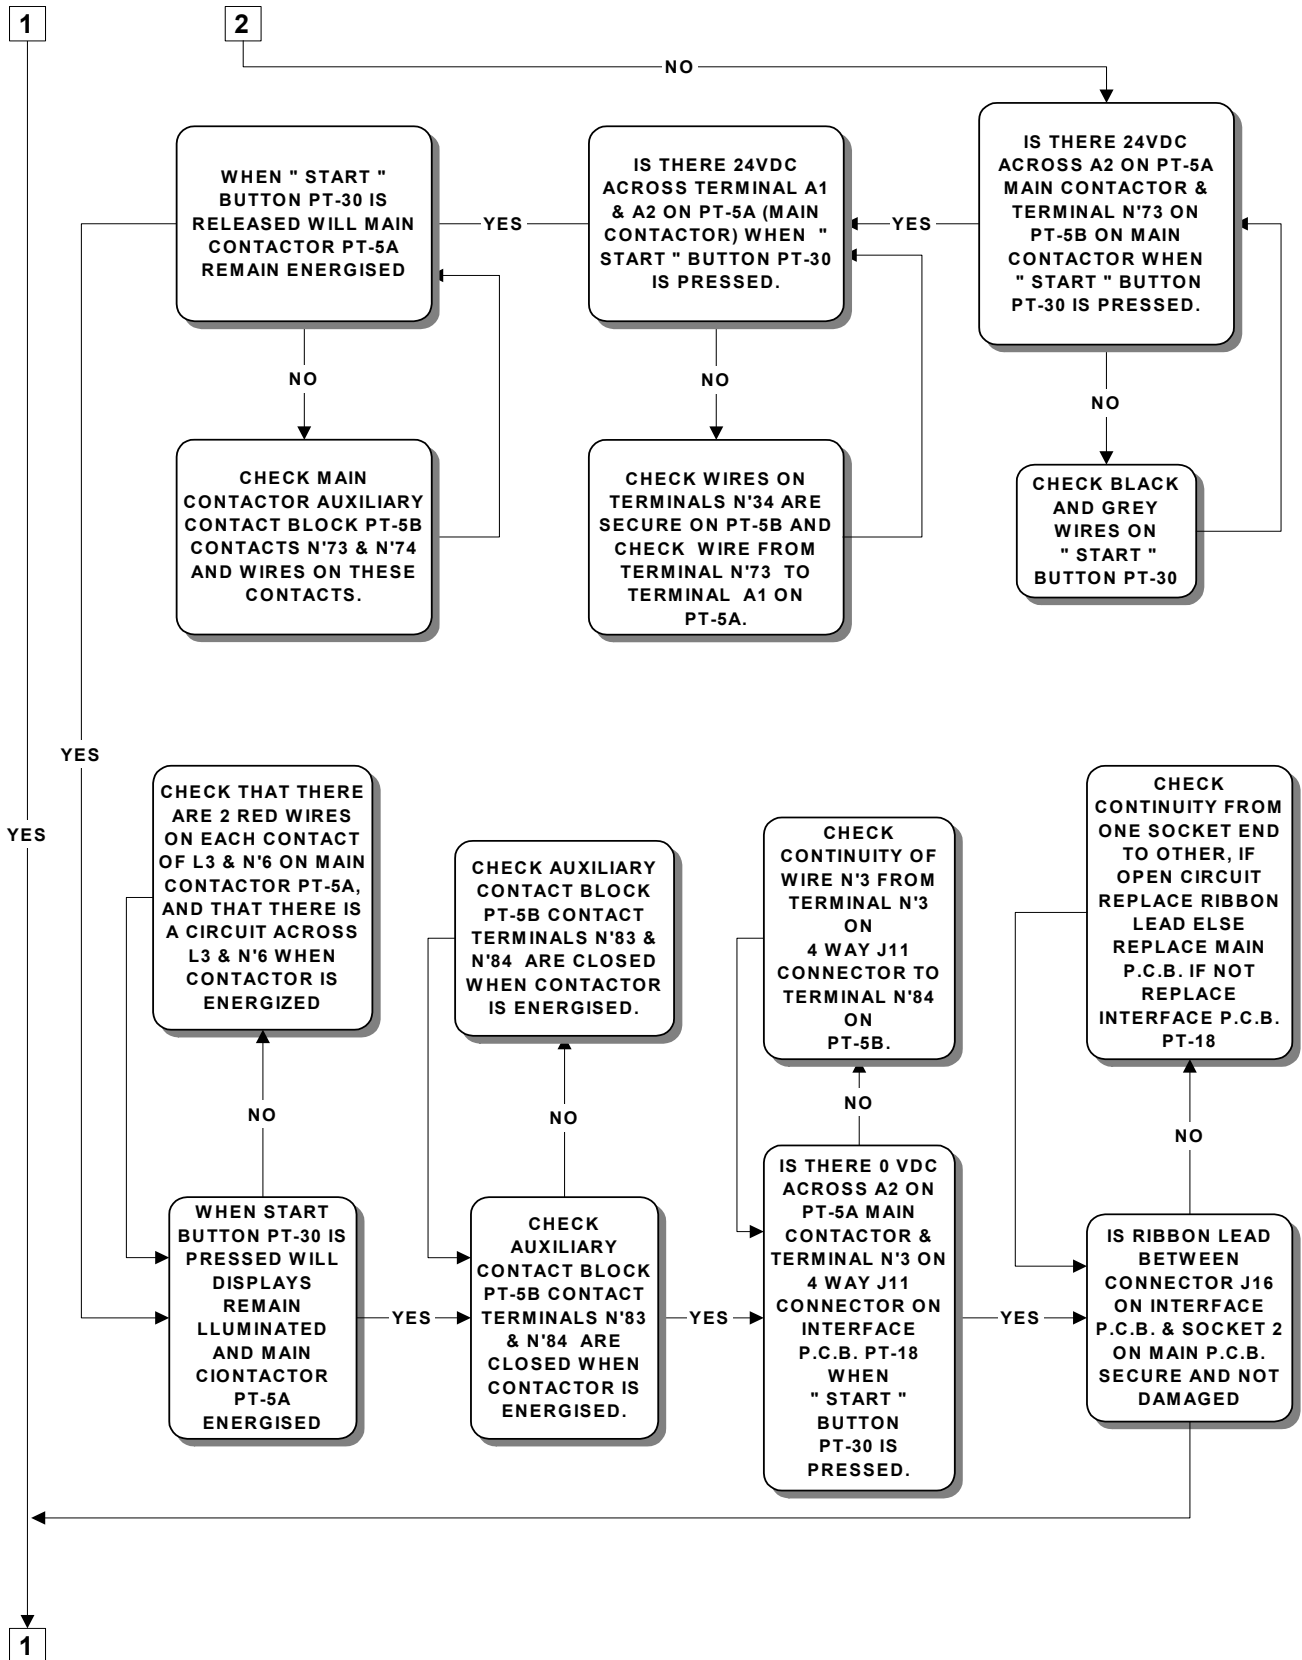 1
2
NO
WHEN " START "
BUTTON PT-30 IS
RELEASED WILL MAIN
CONTACTOR PT-5A
REMAIN ENERGISED
YES
IS THERE 24VDC
ACROSS TERMINAL A1
& A2 ON PT-5A (MAIN
CONTACTOR) WHEN "
START " BUTTON PT-30
IS PRESSED.
YES
IS THERE 24VDC
ACROSS A2 ON PT-5A
MAIN CONTACTOR &
TERMINAL N'73 ON
PT-5B ON MAIN
CONTACTOR WHEN
" START " BUTTON
PT-30 IS PRESSED.
NO
NO
NO
CHECK MAIN
CONTACTOR AUXILIARY
CONTACT BLOCK PT-5B
CONTACTS N'73 & N'74
AND WIRES ON THESE
CONTACTS.
CHECK WIRES ON
TERMINALS N'34 ARE
SECURE ON PT-5B AND
CHECK WIRE FROM
TERMINAL N'73 TO
TERMINAL A1 ON
PT-5A.
CHECK BLACK
AND GREY
WIRES ON
" START "
BUTTON PT-30
YES
YES
CHECK THAT THERE
ARE 2 RED WIRES
ON EACH CONTACT
OF L3 & N'6 ON MAIN
CONTACTOR PT-5A,
AND THAT THERE IS
A CIRCUIT ACROSS
L3 & N'6 WHEN
CONTACTOR IS
ENERGIZED
CHECK AUXILIARY
CONTACT BLOCK
PT-5B CONTACT
TERMINALS N'83 &
N'84 ARE CLOSED
WHEN CONTACTOR
IS ENERGISED.
CHECK
CONTINUITY OF
WIRE N'3 FROM
TERMINAL N'3
ON
4 WAY J11
CONNECTOR TO
TERMINAL N'84
ON
PT-5B.
CHECK
CONTINUITY FROM
ONE SOCKET END
TO OTHER, IF
OPEN CIRCUIT
REPLACE RIBBON
LEAD ELSE
REPLACE MAIN
P.C.B. IF NOT
REPLACE
INTERFACE P.C.B.
PT-18
NO
NO
NO
NO
WHEN START
BUTTON PT-30 IS
PRESSED WILL
DISPLAYS
REMAIN
LLUMINATED
AND MAIN
CIONTACTOR
PT-5A
ENERGISED
YES
CHECK
AUXILIARY
CONTACT BLOCK
PT-5B CONTACT
TERMINALS N'83
& N'84 ARE
CLOSED WHEN
CONTACTOR IS
ENERGISED.
YES
IS THERE 0 VDC
ACROSS A2 ON
PT-5A MAIN
CONTACTOR &
TERMINAL N'3 ON
4 WAY J11
CONNECTOR ON
INTERFACE
P.C.B. PT-18
WHEN
" START "
BUTTON
PT-30 IS
PRESSED.
YES
IS RIBBON LEAD
BETWEEN
CONNECTOR J16
ON INTERFACE
P.C.B. & SOCKET 2
ON MAIN P.C.B.
SECURE AND NOT
DAMAGED
1